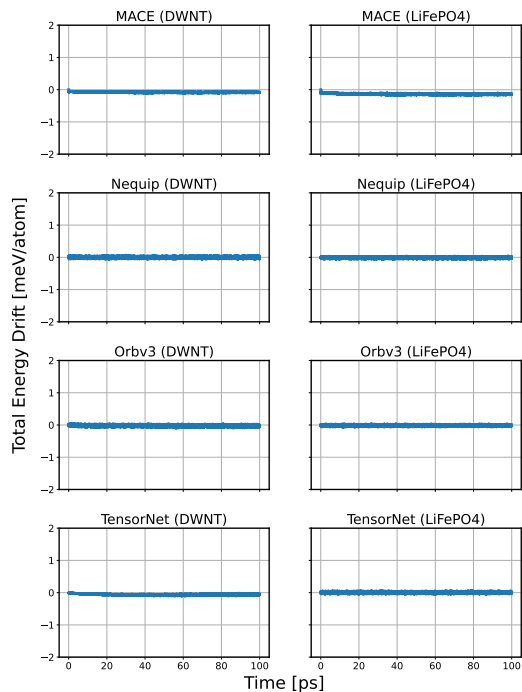 MACE (DWNT)
MACE (LiFePO4)
2
1
0
−1
−2
Nequip (DWNT)
Nequip (LiFePO4)
2
1
0
−1
−2
Orbv3 (DWNT)
Orbv3 (LiFePO4)
2
1
0
−1
−2
TensorNet (DWNT)
TensorNet (LiFePO4)
2
1
0
−1
−2
0 20 40 60 80 100
0 20 40 60 80 100
Total Energy Drift [meV/atom]
Time [ps]